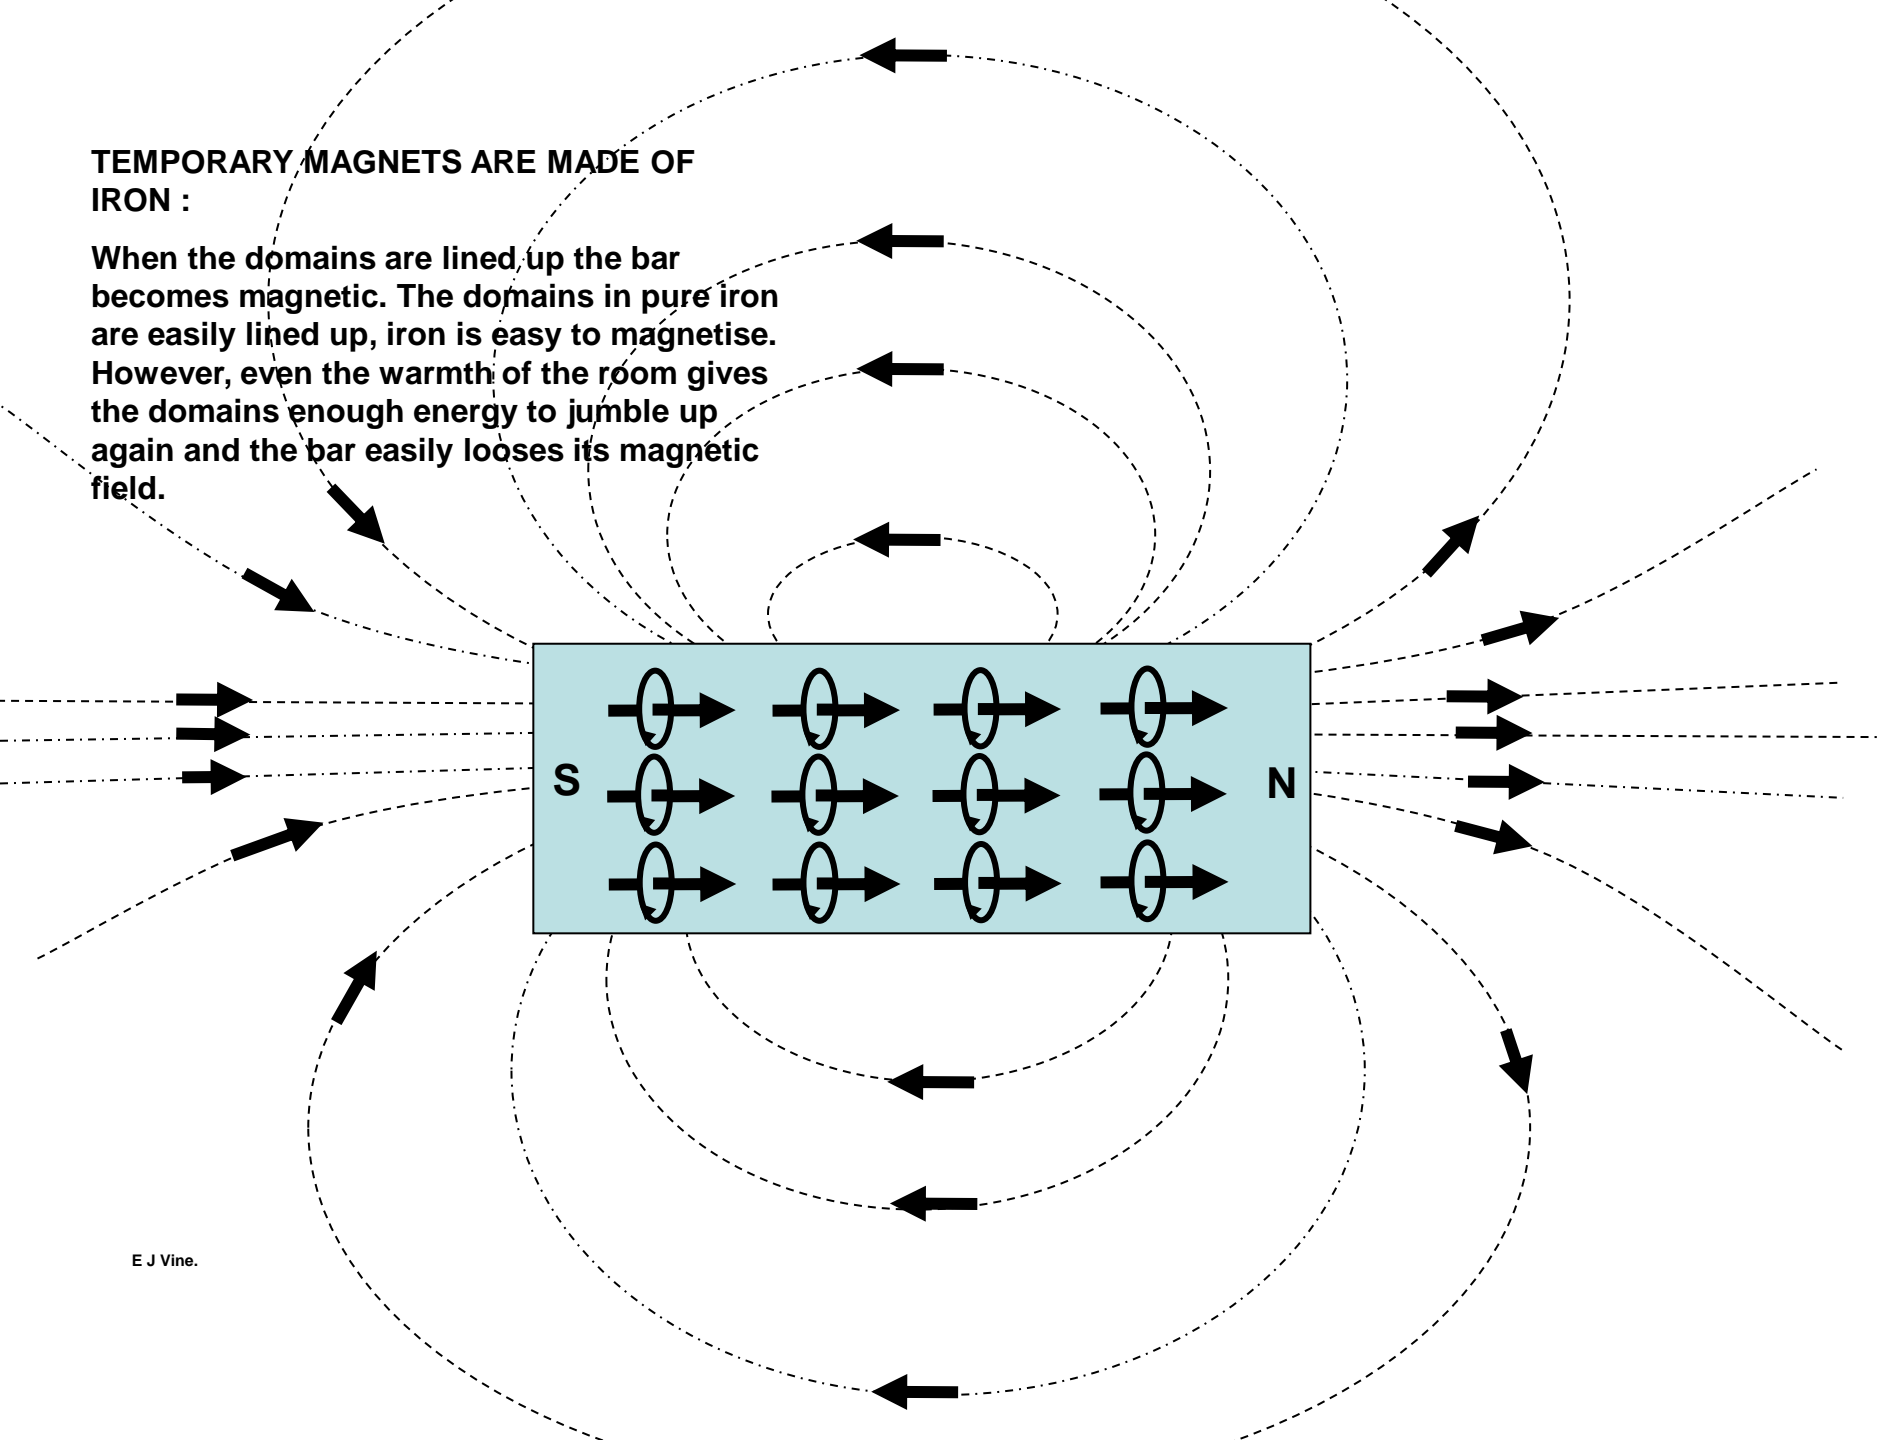 TEMPORARY MAGNETS ARE MADE OF
IRON :
When the domains are lined up the bar
becomes magnetic. The domains in pure iron
are easily lined up, iron is easy to magnetise.
However, even the warmth of the room gives
the domains enough energy to jumble up
again and the bar easily looses its magnetic
field.
S
N
E J Vine.